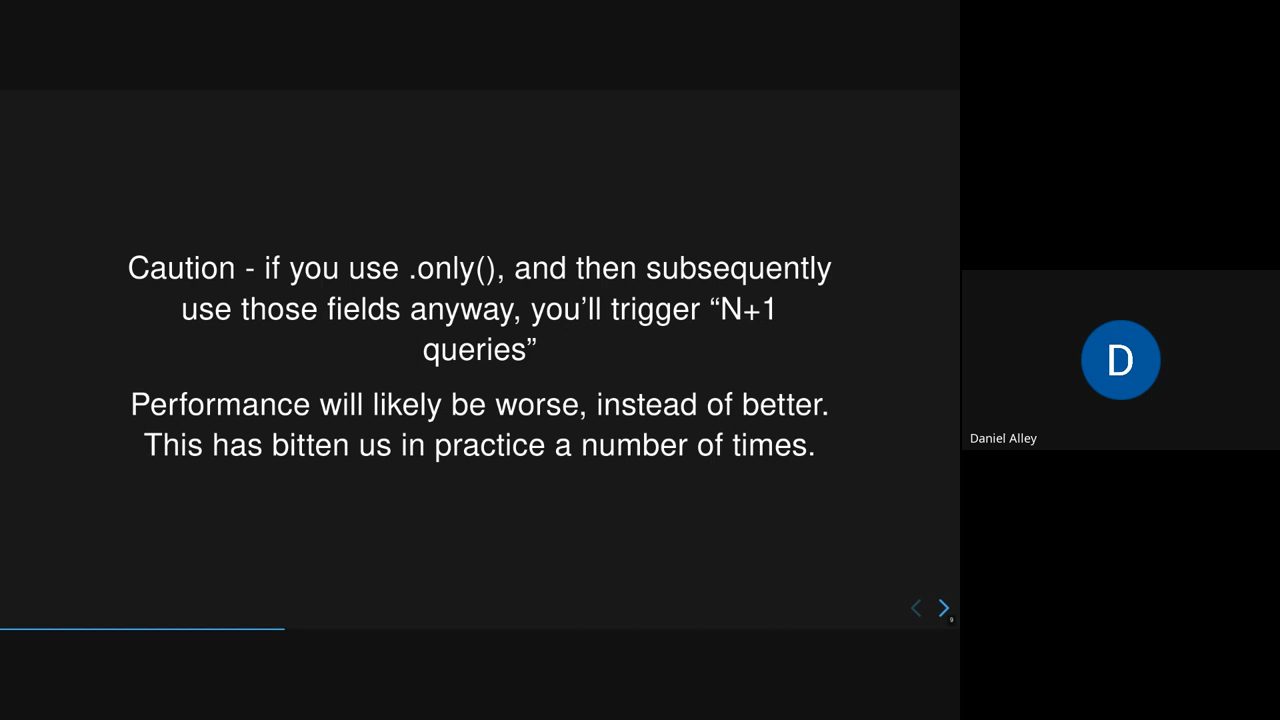 Caution - if you use .only(), and then subsequently
use those fields anyway, you’ll trigger “N+1
queries”
Performance will likely be worse, instead of better.
This has bitten us in practice a number of times.
9
D
Daniel Alley